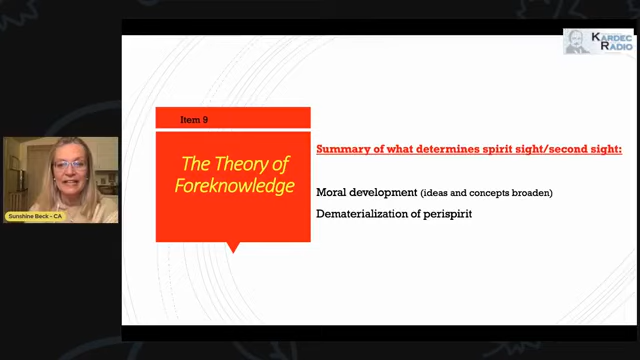 KARDEC
RADIO
Item 9
The Theory of
Foreknowledge
Summary of what determines spirit sight/second sight:
Moral development (ideas and concepts broaden)
Dematerialization of perispirit
Sunshine Beck - CA